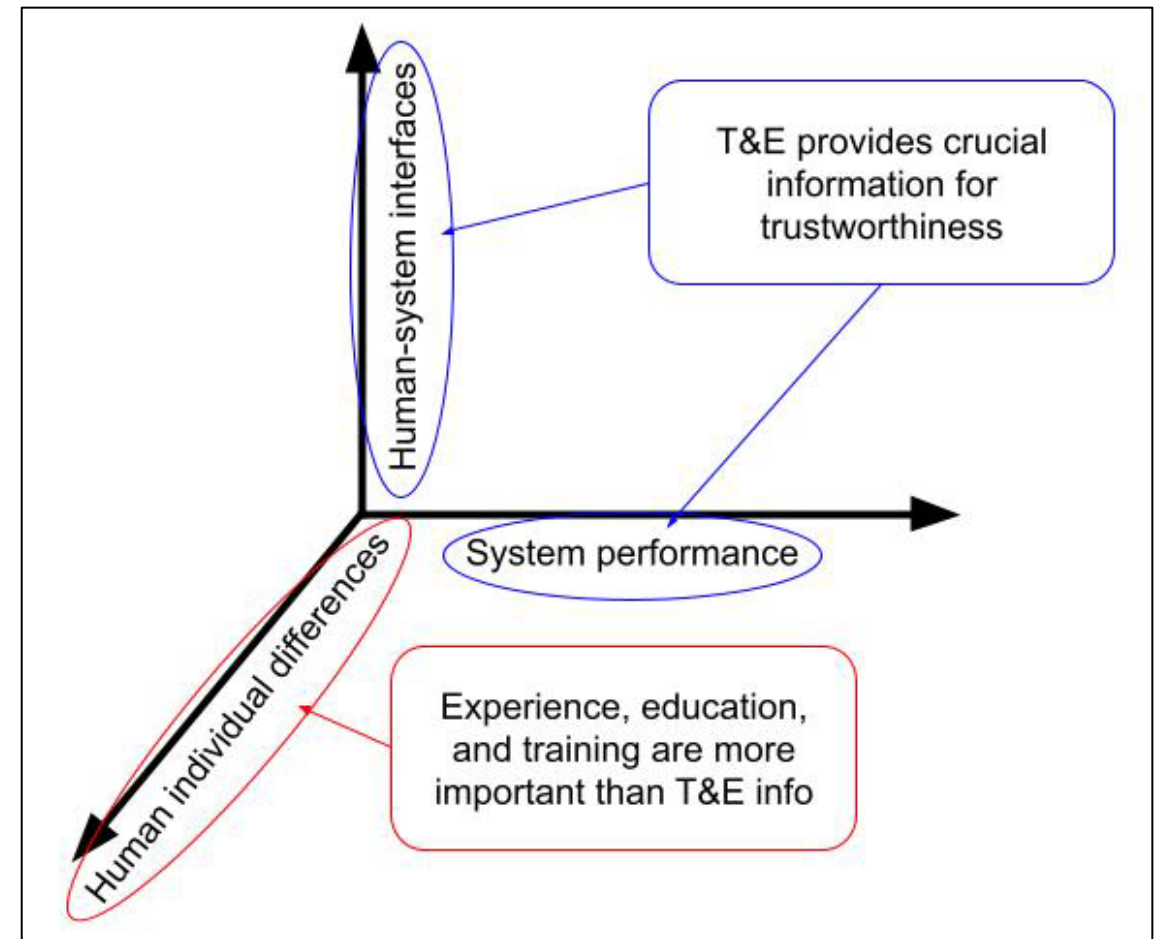 Human-system interfaces
T&E provides crucial
information for
trustworthiness
System performance
Human individual differences
Experience, education,
and training are more
important than T&E info